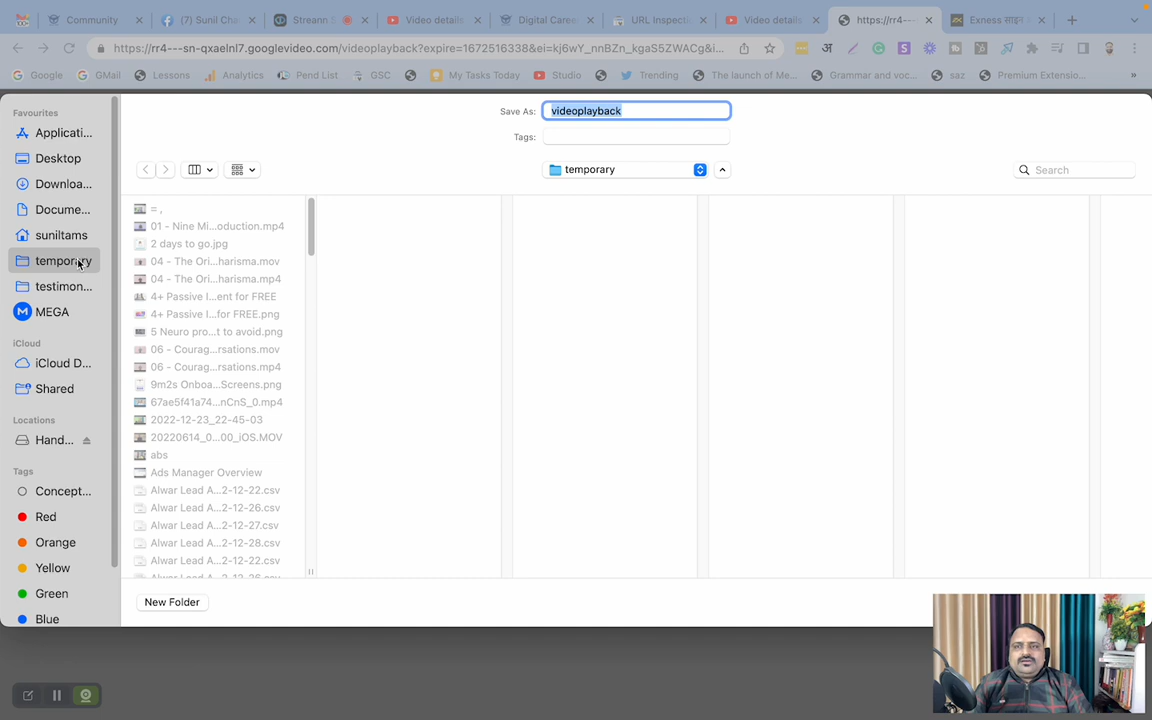 Community
(7) Sunil Cha
Streann S
Video details
Digital Caree
URL Inspecti
Video details
https://rr4---
Exness साइन
https://rr4---sn-qxaelnl7.googlevideo.com/videoplayback?expire=1672516338&ei=kj6wY_nnBZn_kgaS5ZWACg&i...
Google
GMail
Lessons
Analytics
Pend List
GSC
My Tasks Today
Studio
Trending
The launch of Me...
Grammar and voc...
saz
Premium Extensio...
»
Favourites
Applicati...
Desktop
Downloa...
Docume...
suniltams
temporary
testimon...
MEGA
iCloud
iCloud D...
Shared
Locations
Hand...
Tags
Concept...
Red
Orange
Yellow
Green
Blue
Save As: videoplayback
Tags:
temporary
Search
= ,
01 - Nine Mi...oduction.mp4
2 days to go.jpg
04 - The Ori...harisma.mov
04 - The Ori...harisma.mp4
4+ Passive I...ent for FREE
4+ Passive I...for FREE.png
5 Neuro pro...t to avoid.png
06 - Courag...rsations.mov
06 - Courag...rsations.mp4
9m2s Onboa...Screens.png
67ae5f41a74...nCnS_0.mp4
2022-12-23_22-45-03
20220614_0...00_iOS.MOV
abs
Ads Manager Overview
Alwar Lead A...2-12-22.csv
Alwar Lead A...2-12-26.csv
Alwar Lead A...2-12-27.csv
Alwar Lead A...2-12-28.csv
Alwar Lead A...2-12-22.csv
Alwar Lead A...2-12-26.csv
New Folder